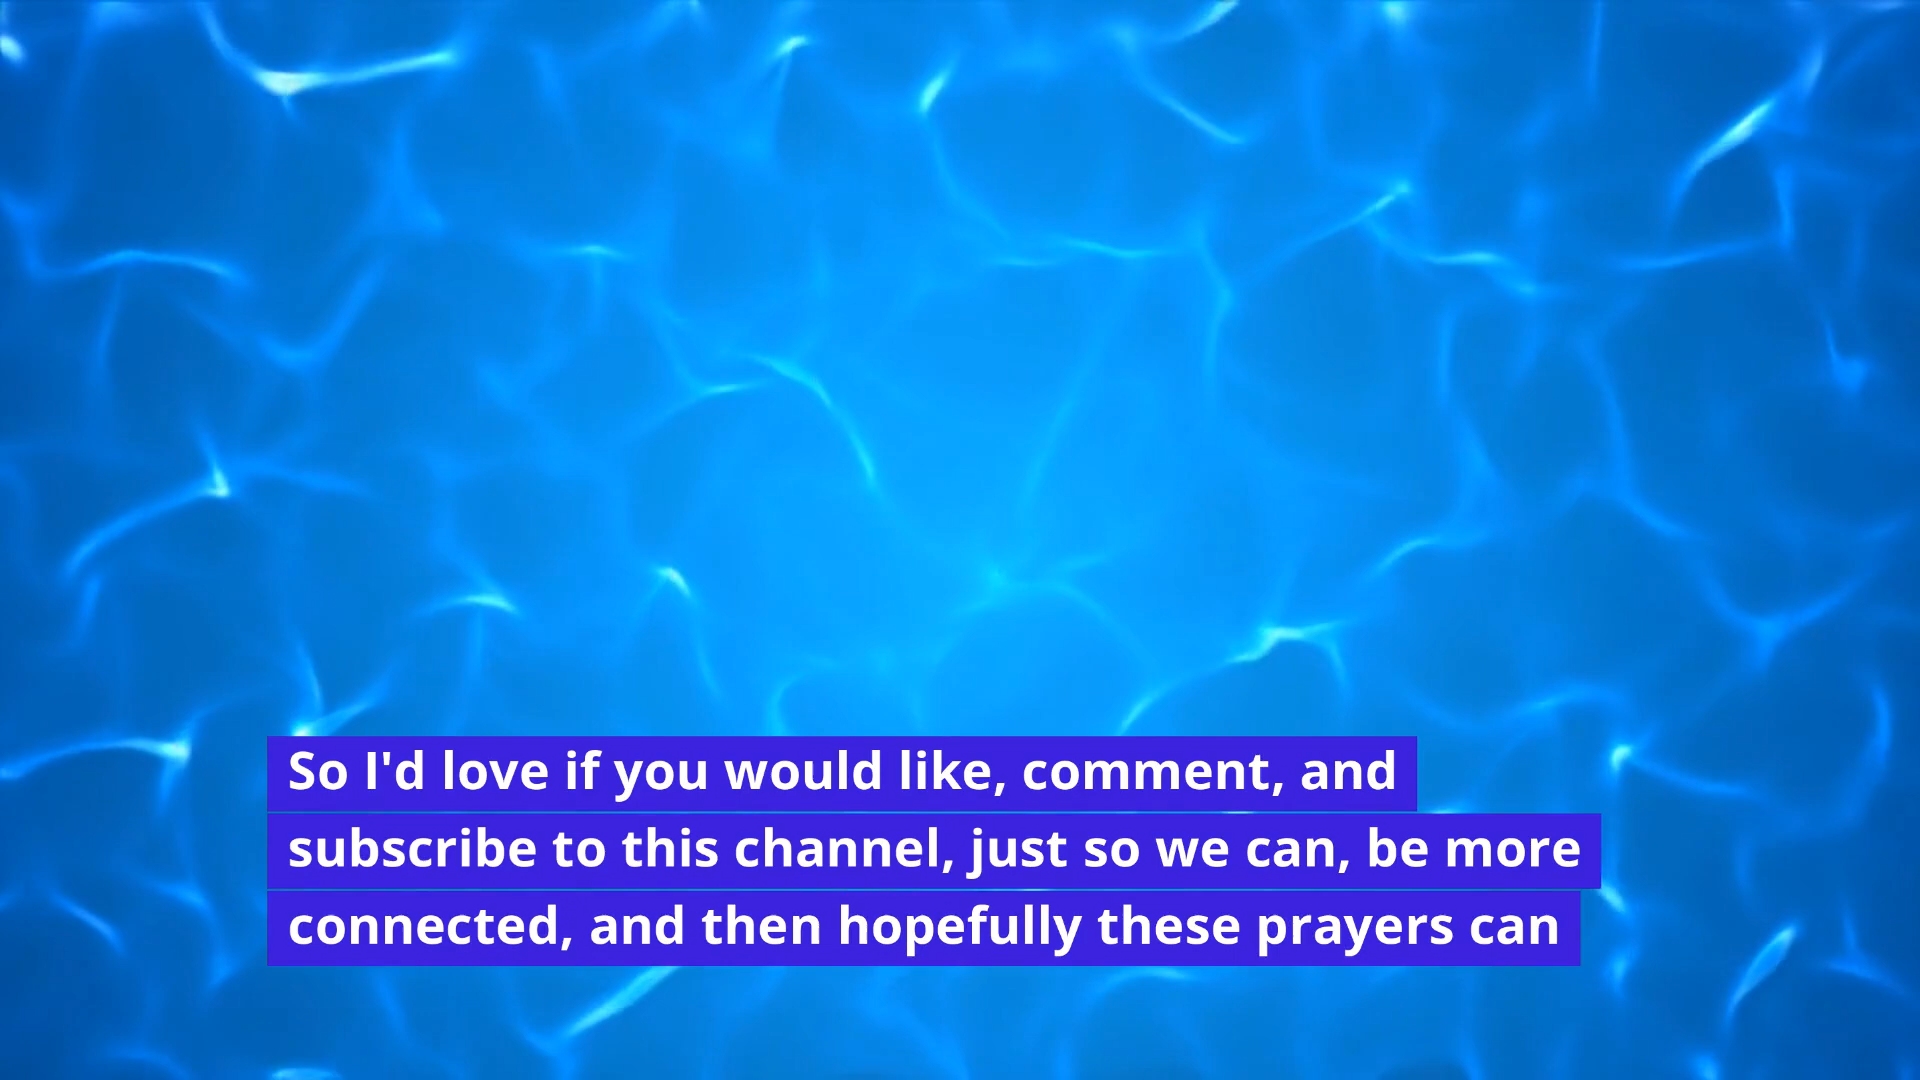 So I'd love if you would like, comment, and
subscribe to this channel, just so we can, be more
connected, and then hopefully these prayers can